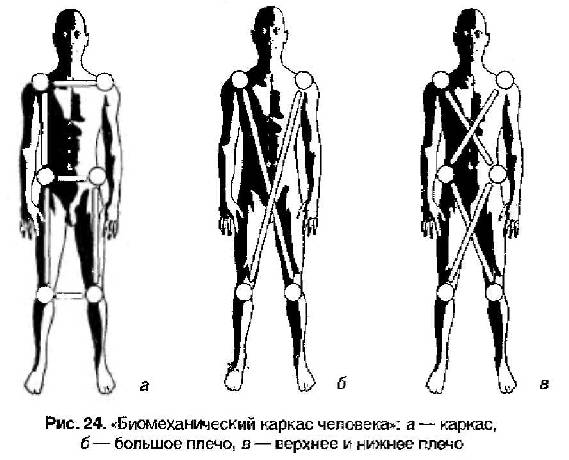 а
б
в
Рис. 24. «Биомеханический каркас человека»: а — каркас,
б — большое плечо, в — верхнее и нижнее плечо